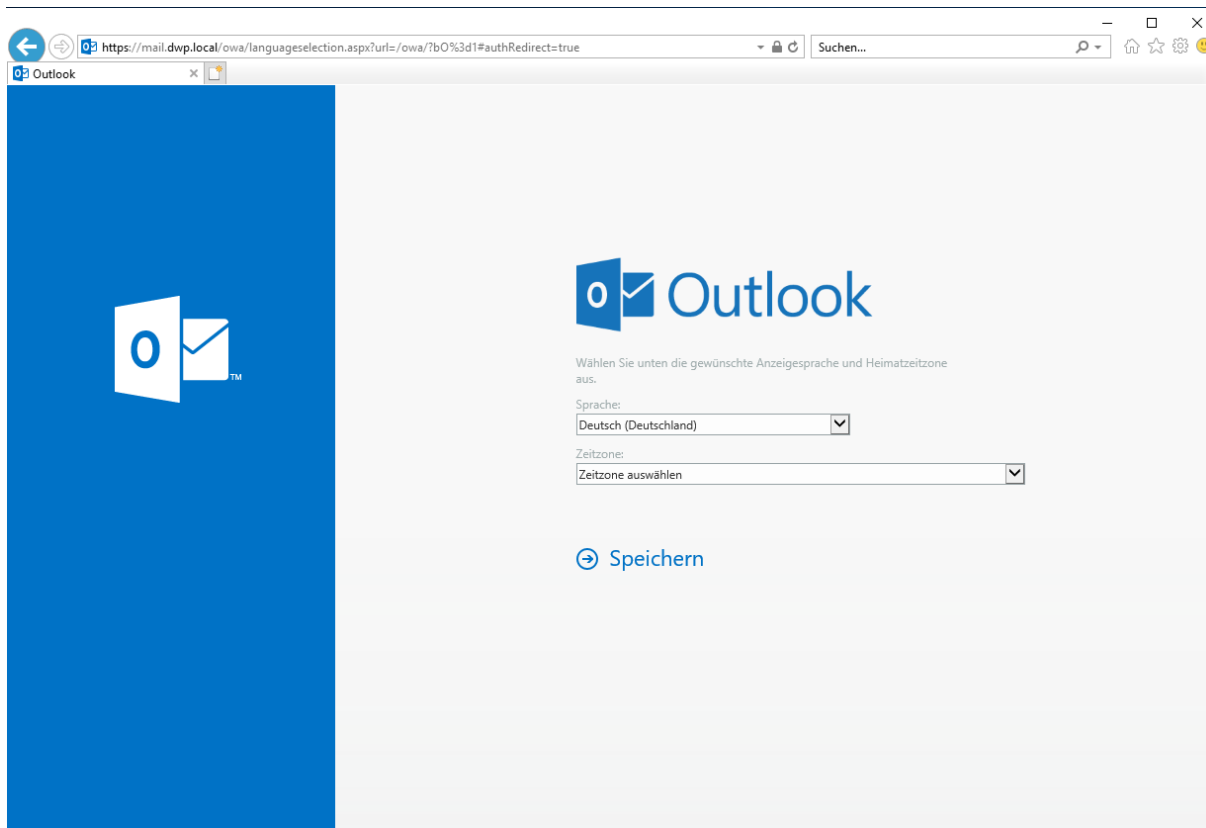 https://mail.dwp.local/owa/languageselection.aspx?url=/owa/?bO%3d1#authRedirect=true
Suchen...
Outlook
O
TM
Outlook
Wählen Sie unten die gewünschte Anzeigesprache und Heimatzeitzone
aus.
Sprache:
Deutsch (Deutschland)
Zeitzone:
Zeitzone auswählen
Speichern